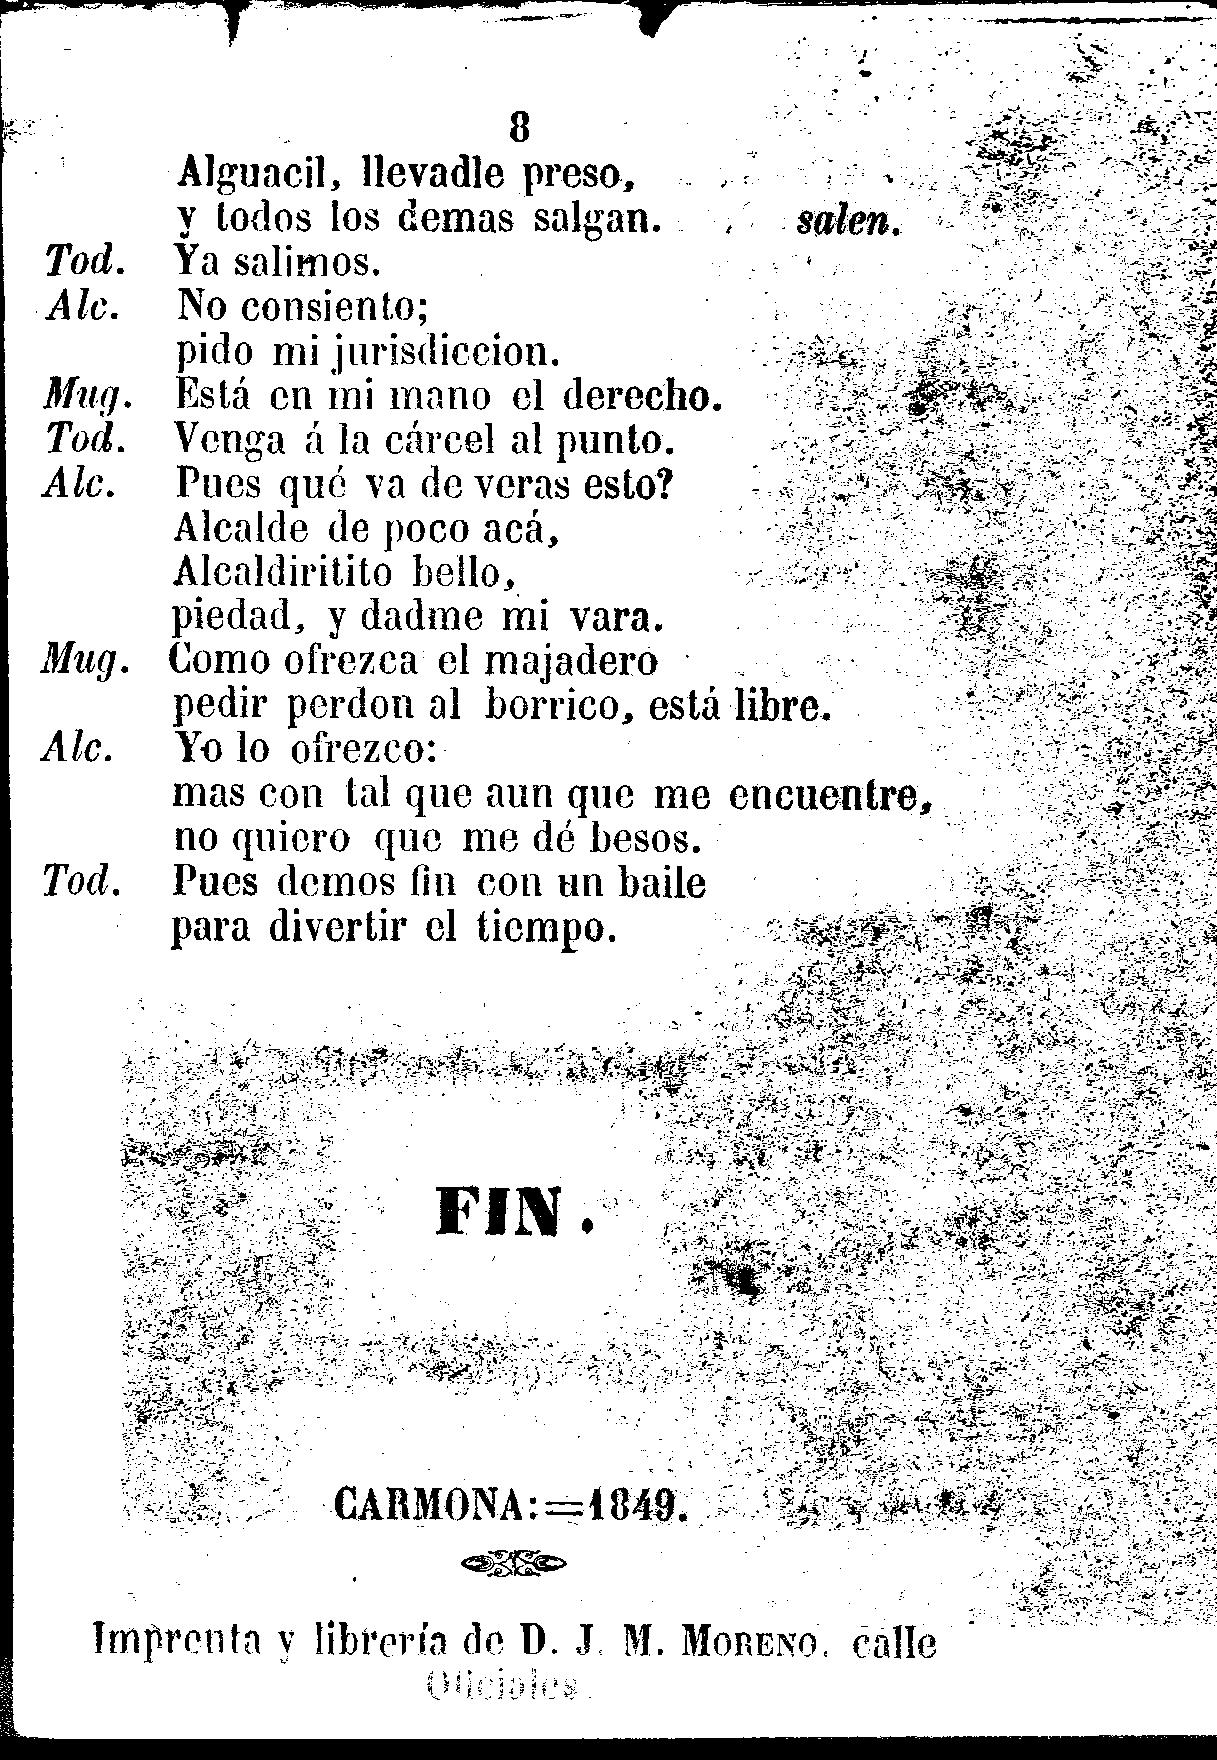 8
Alguacil, llevadle preso,
y todos los demas salgan. salen.
Tod. Ya salimos.
Alc. No consiento;
pido mi jurisdiccion.
Mug. Está en mi mano el derecho.
Tod. Venga á la cárcel al punto.
Alc. Pues qué va de veras esto?
Alcalde de poco acá,
Alcaldiritito bello,
piedad, y dadme mi vara.
Mug. Como ofrezca el majadero
pedir perdon al borrico, está libre.
Alc. Yo lo ofrezco:
mas con tal que aun que me encuentre,
no quiero que me dé besos.
Tod. Pues demos fin con un baile
para divertir el tiempo.
FIN.
CARMONA:=1849.
Imprenta y librería de D. J. M. MORENO. calle
Oficiales.